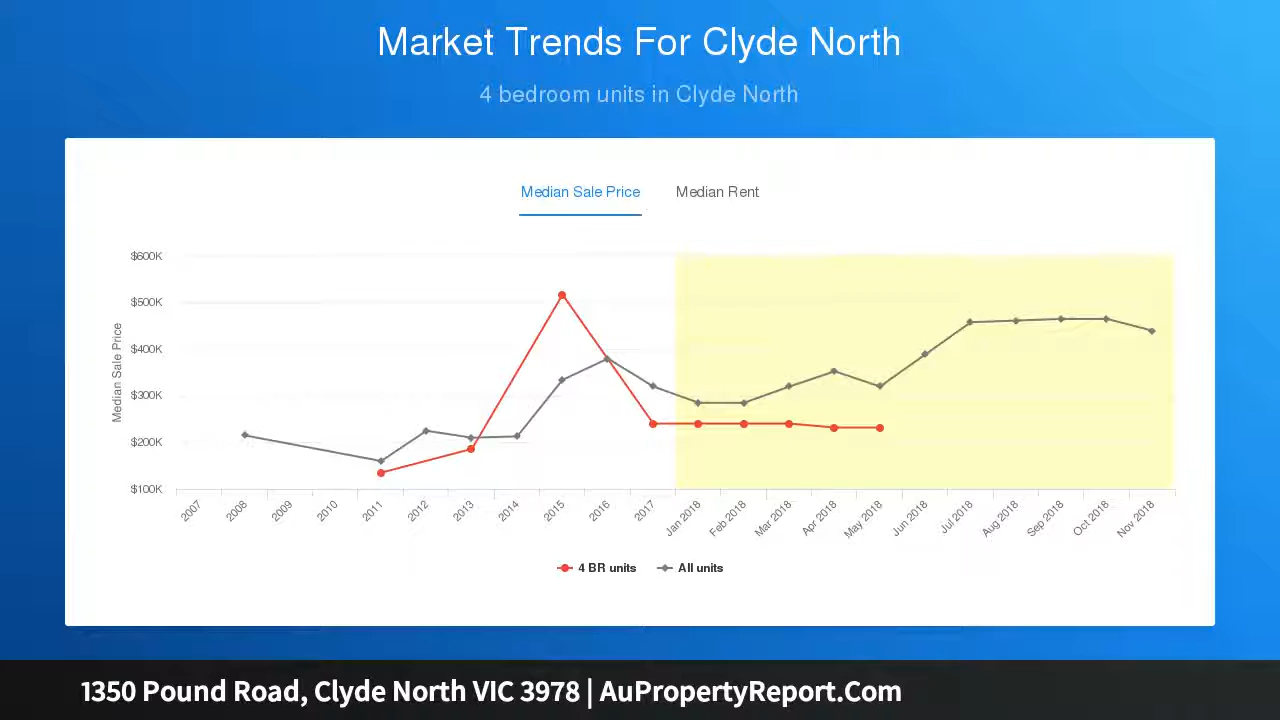 Market Trends For Clyde North
4 bedroom units in Clyde North
Median Sale Price Median Rent
$600K
$500K
$400K
$300K
$200K
$100K
Median Sale Price
2007 2008 2009 2010 2011 2012 2013 2014 2015 2016 2017 Jan 2018 Feb 2018 Mar 2018 Apr 2018 May 2018 Jun 2018 Jul 2018 Aug 2018 Sep 2018 Oct 2018 Nov 2018
4 BR units All units
1350 Pound Road, Clyde North VIC 3978 | AuPropertyReport.Com